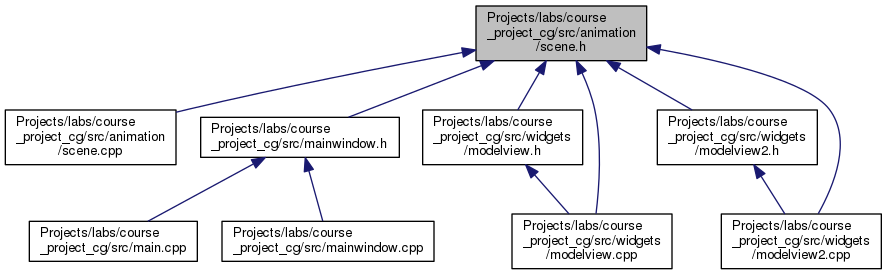 Projects/labs/course
_project_cg/src/animation
/scene.h
Projects/labs/course
_project_cg/src/animation
/scene.cpp
Projects/labs/course
_project_cg/src/mainwindow.h
Projects/labs/course
_project_cg/src/widgets
/modelview.h
Projects/labs/course
_project_cg/src/widgets
/modelview2.h
Projects/labs/course
_project_cg/src/main.cpp
Projects/labs/course
_project_cg/src/mainwindow.cpp
Projects/labs/course
_project_cg/src/widgets
/modelview.cpp
Projects/labs/course
_project_cg/src/widgets
/modelview2.cpp